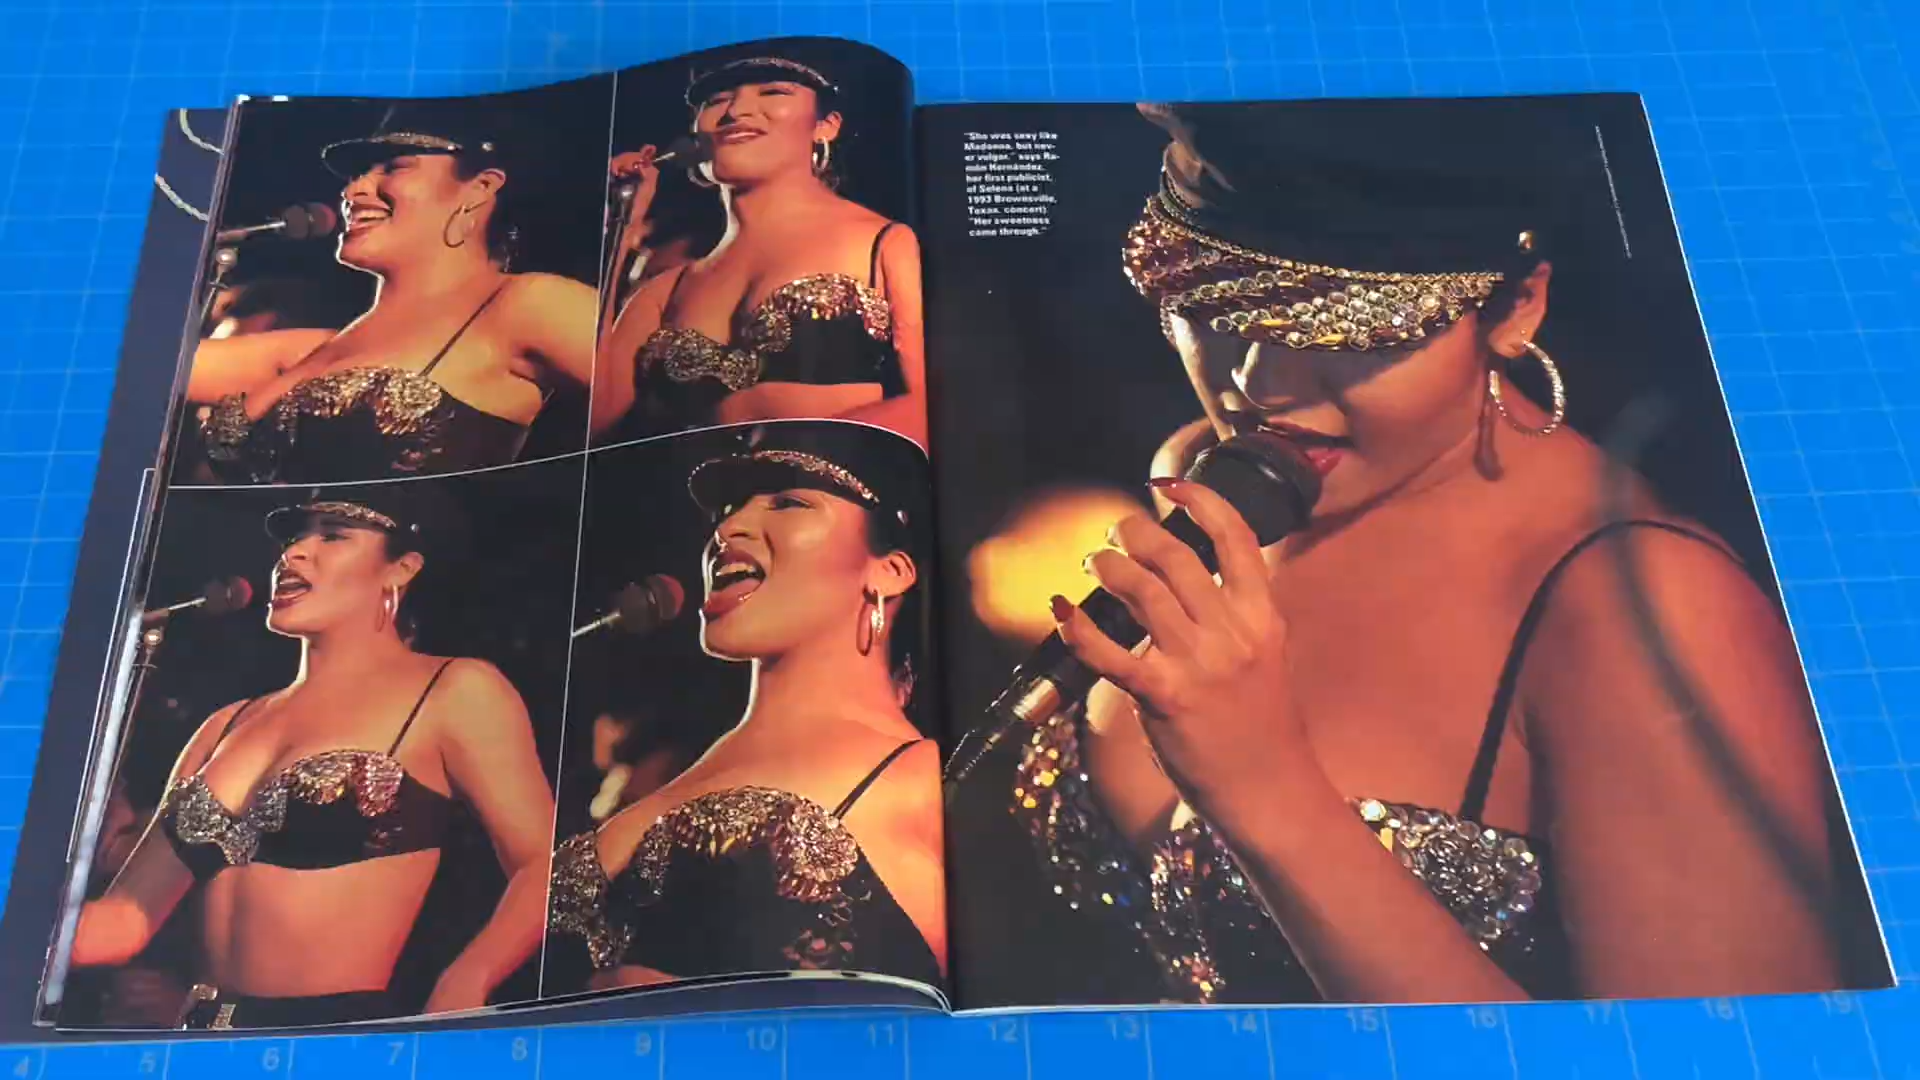 "She was sexy like
Madonna, but nev-
er vulgar," says Ra-
món Hernández,
her first publicist,
of Selena (at a
1993 Brownsville,
Texas, concert).
"Her sweetness
came through."
4 5 6 7 8 9 10 11 12 13 14 15 16 17 18 19